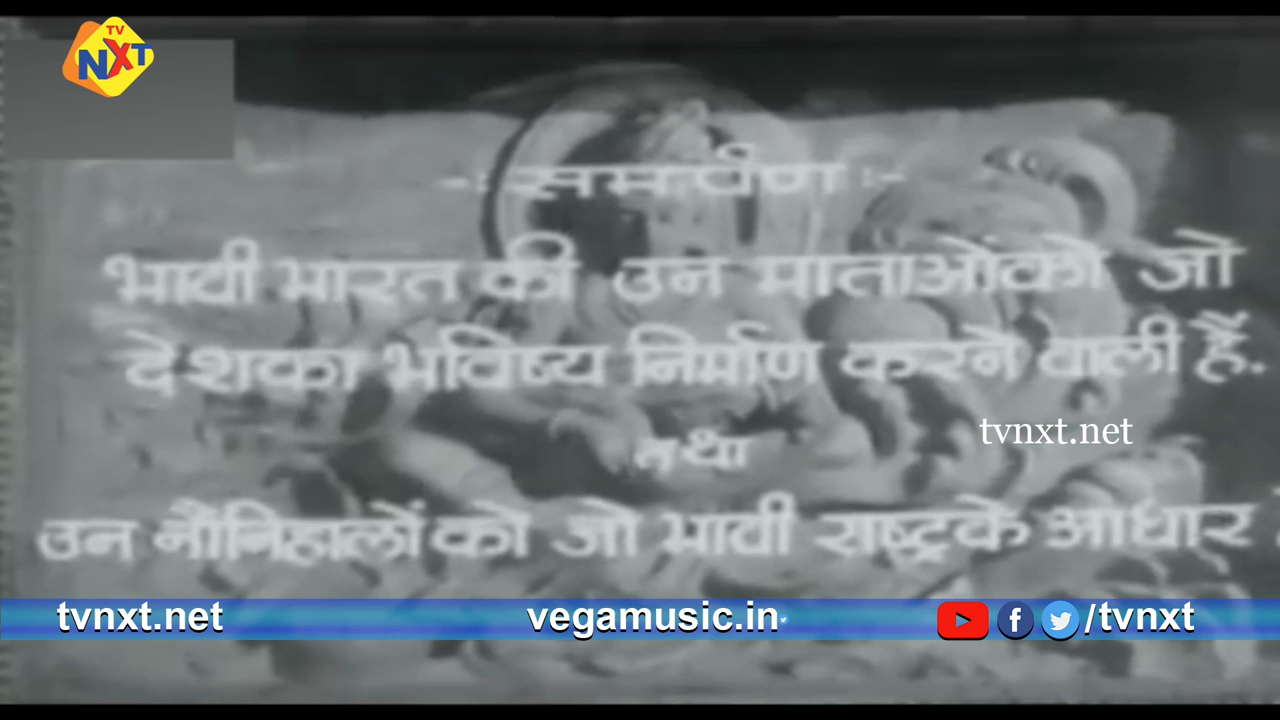 TV
NXT
-: समर्पण :-
भावी भारत की उन माताओंको जो
देशका भविष्य निर्माण करने वाली हैं.
tvnxt.net
तथा
उन नौनिहालों को जो भावी राष्ट्रके आधार
tvnxt.net vegamusic.in /tvnxt